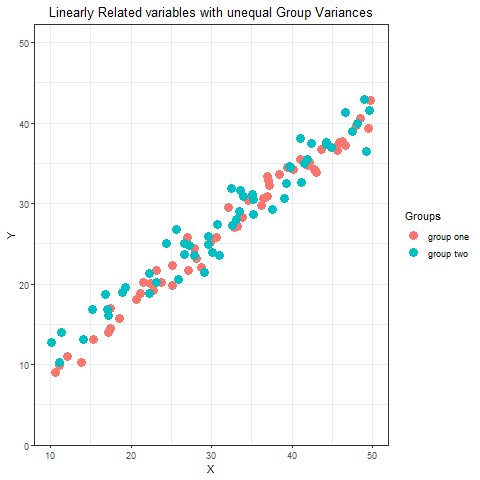 Linearly Related variables with unequal Group Variances
50
40
30
20
10
0
Y
10 20 30 40 50
X
Groups
group one
group two